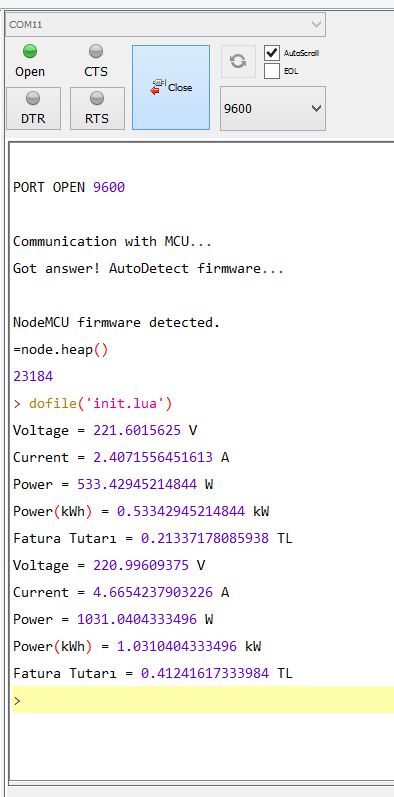 COM11
Open
CTS
Close
AutoScroll
EOL
DTR
RTS
9600
PORT OPEN 9600
Communication with MCU...
Got answer! AutoDetect firmware...
NodeMCU firmware detected.
=node.heap()
23184
> dofile('init.lua')
Voltage = 221.6015625 V
Current = 2.4071556451613 A
Power = 533.42945214844 W
Power(kWh) = 0.53342945214844 kW
Fatura Tutarı = 0.21337178085938 TL
Voltage = 220.99609375 V
Current = 4.6654237903226 A
Power = 1031.0404333496 W
Power(kWh) = 1.0310404333496 kW
Fatura Tutarı = 0.41241617333984 TL
>